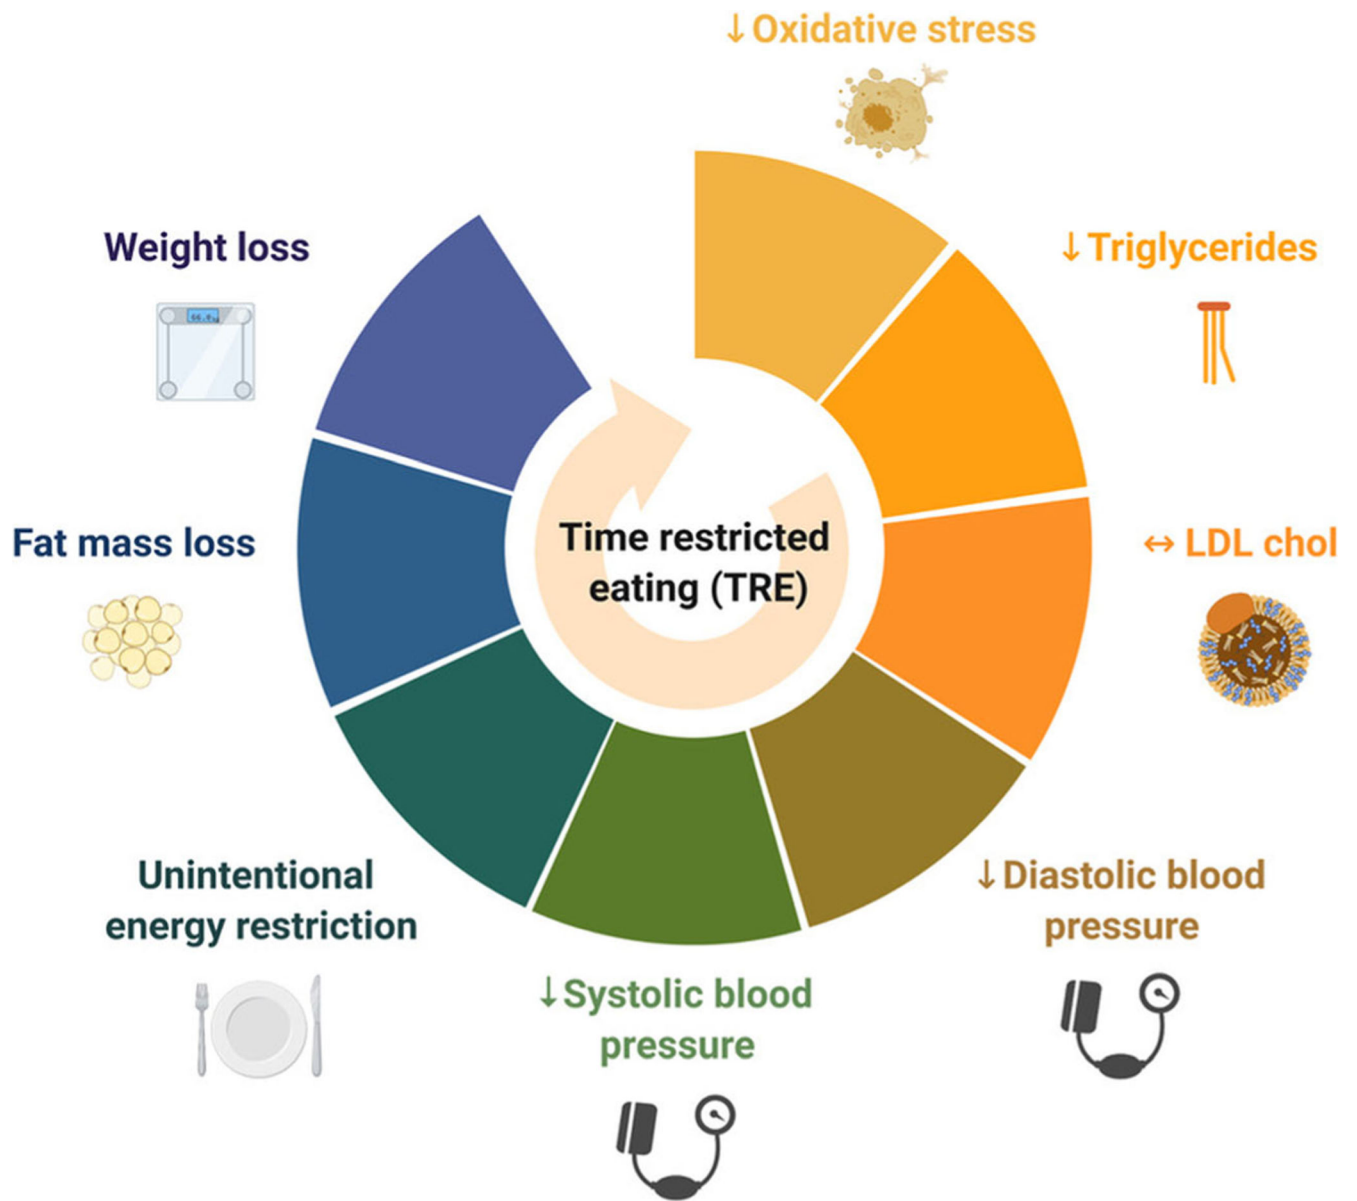 ↓Oxidative stress
Weight loss
↓Triglycerides
Fat mass loss
Time restricted
eating (TRE)
↔ LDL chol
Unintentional
energy restriction
↓Diastolic blood
pressure
↓Systolic blood
pressure